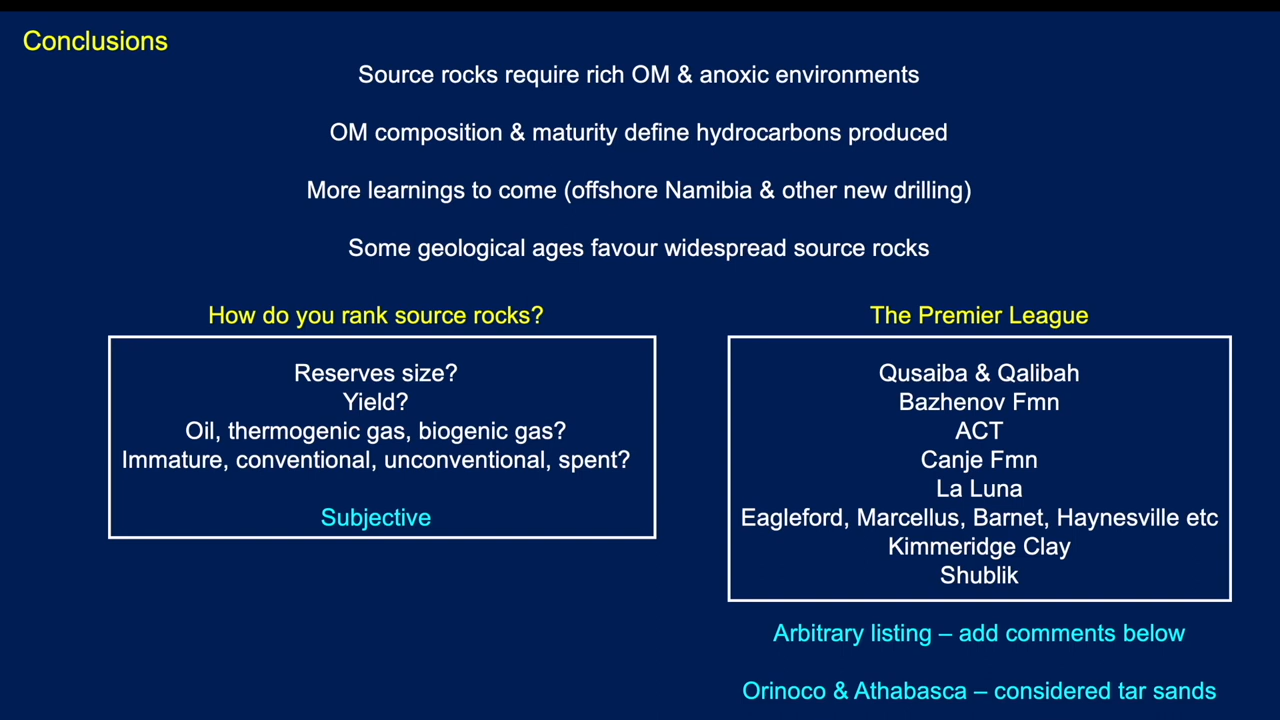 Conclusions
Source rocks require rich OM & anoxic environments
OM composition & maturity define hydrocarbons produced
More learnings to come (offshore Namibia & other new drilling)
Some geological ages favour widespread source rocks
How do you rank source rocks?
Reserves size?
Yield?
Oil, thermogenic gas, biogenic gas?
Immature, conventional, unconventional, spent?
Subjective
The Premier League
Qusaiba & Qalibah
Bazhenov Fmn
ACT
Canje Fmn
La Luna
Eagleford, Marcellus, Barnet, Haynesville etc
Kimmeridge Clay
Shublik
Arbitrary listing – add comments below
Orinoco & Athabasca – considered tar sands